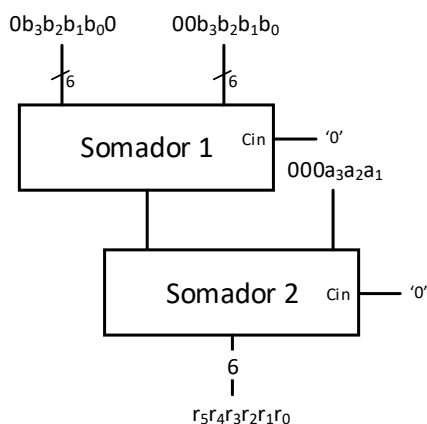 0b₃b₂b₁b₀0 00b₃b₂b₁b₀
6 6
Somador 1 Cin ‘0’
000a₃a₂a₁
Somador 2 Cin ‘0’
6
r₅r₄r₃r₂r₁r₀